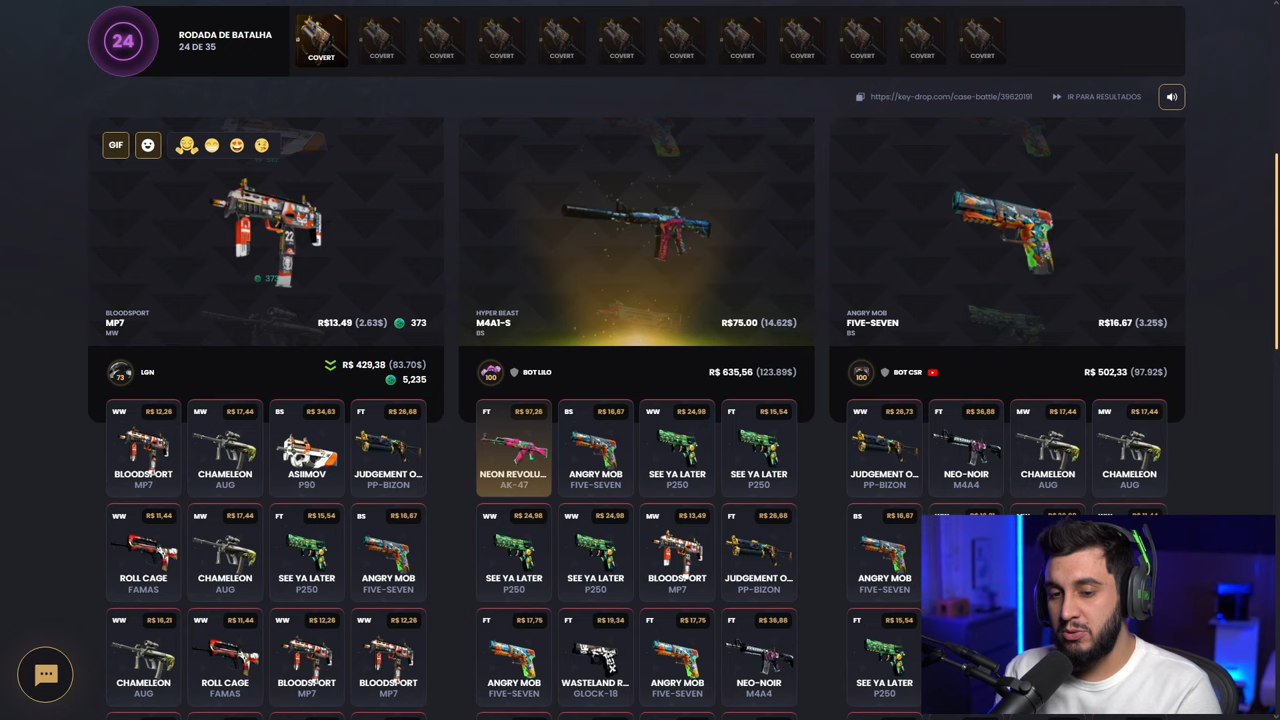 24
RODADA DE BATALHA
24 DE 35
COVERT COVERT COVERT COVERT COVERT COVERT COVERT COVERT COVERT COVERT COVERT COVERT
https://key-drop.com/case-battle/39620191
IR PARA RESULTADOS
GIF
373
BLOODSPORT
MP7
MW
R$13.49 (2.63$) 373
HYPER BEAST
M4A1-S
BS
R$75.00 (14.62$)
ANGRY MOB
FIVE-SEVEN
BS
R$16.67 (3.25$)
73
LGN
R$ 429,38 (83.70$)
5,235
100
BOT LILO
R$ 635,56 (123.89$)
100
BOT CSR
R$ 502,33 (97.92$)
WW R$ 12,26 MW R$ 17,44 BS R$ 34,63 FT R$ 26,68
BLOODSPORT CHAMELEON ASIIMOV JUDGEMENT O...
MP7 AUG P90 PP-BIZON
FT R$ 97,26 BS R$ 16,67 WW R$ 24,98 FT R$ 15,54
NEON REVOLU... ANGRY MOB SEE YA LATER SEE YA LATER
AK-47 FIVE-SEVEN P250 P250
WW R$ 26,73 FT R$ 36,88 MW R$ 17,44 MW R$ 17,44
JUDGEMENT O... NEO-NOIR CHAMELEON CHAMELEON
PP-BIZON M4A4 AUG AUG
WW R$ 11,44 MW R$ 17,44 FT R$ 15,54 BS R$ 16,67
ROLL CAGE CHAMELEON SEE YA LATER ANGRY MOB
FAMAS AUG P250 FIVE-SEVEN
WW R$ 24,98 WW R$ 24,98 MW R$ 13,49 FT R$ 26,68
SEE YA LATER SEE YA LATER BLOODSPORT JUDGEMENT O...
P250 P250 MP7 PP-BIZON
BS R$ 16,67
ANGRY MOB
FIVE-SEVEN
WW R$ 16,21 WW R$ 11,44 WW R$ 12,26 WW R$ 12,26
CHAMELEON ROLL CAGE BLOODSPORT BLOODSPORT
AUG FAMAS MP7 MP7
FT R$ 17,75 FT R$ 19,34 FT R$ 17,75 FT R$ 36,88
ANGRY MOB WASTELAND R... ANGRY MOB NEO-NOIR
FIVE-SEVEN GLOCK-18 FIVE-SEVEN M4A4
FT R$ 15,54
SEE YA LATER
P250